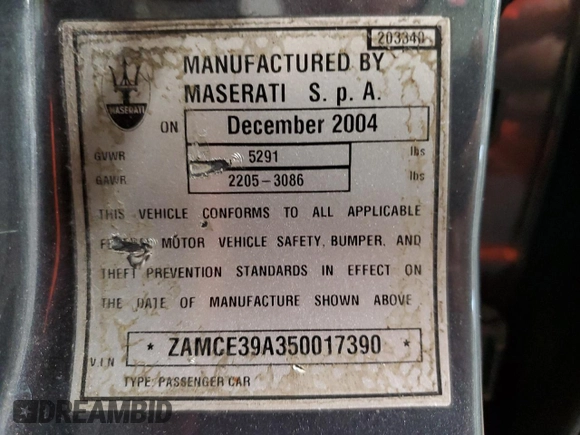 203340
MANUFACTURED BY
MASERATI S. p. A.
MASERATI
ON December 2004
GVWR 5291 lbs
GAWR 2205-3086 lbs
THIS VEHICLE CONFORMS TO ALL APPLICABLE
MOTOR VEHICLE SAFETY, BUMPER, AND
THEFT PREVENTION STANDARDS IN EFFECT ON
THE DATE OF MANUFACTURE SHOWN ABOVE
V.I.N * ZAMCE39A350017390 *
TYPE: PASSENGER CAR
DREAMBID